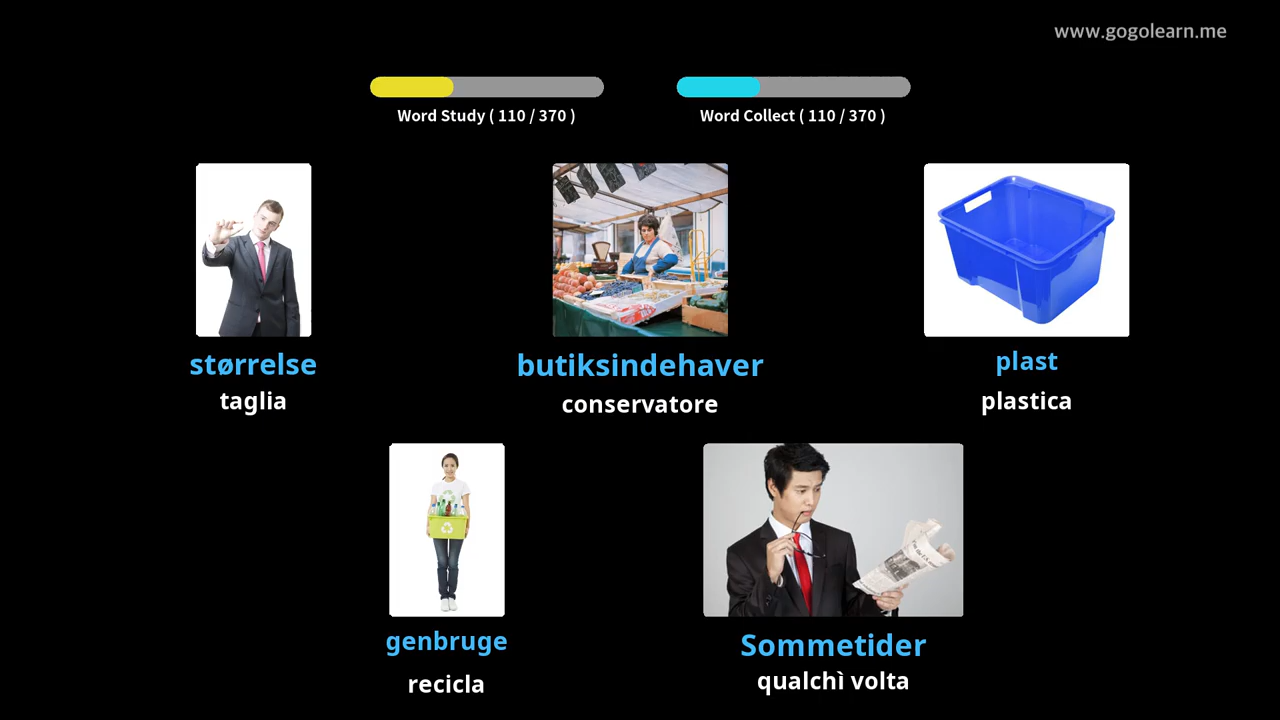 www.gogolearn.me
Word Study ( 110 / 370 )
Word Collect ( 110 / 370 )
størrelse
taglia
butiksindehaver
conservatore
plast
plastica
genbruge
recicla
Sommetider
qualchì volta